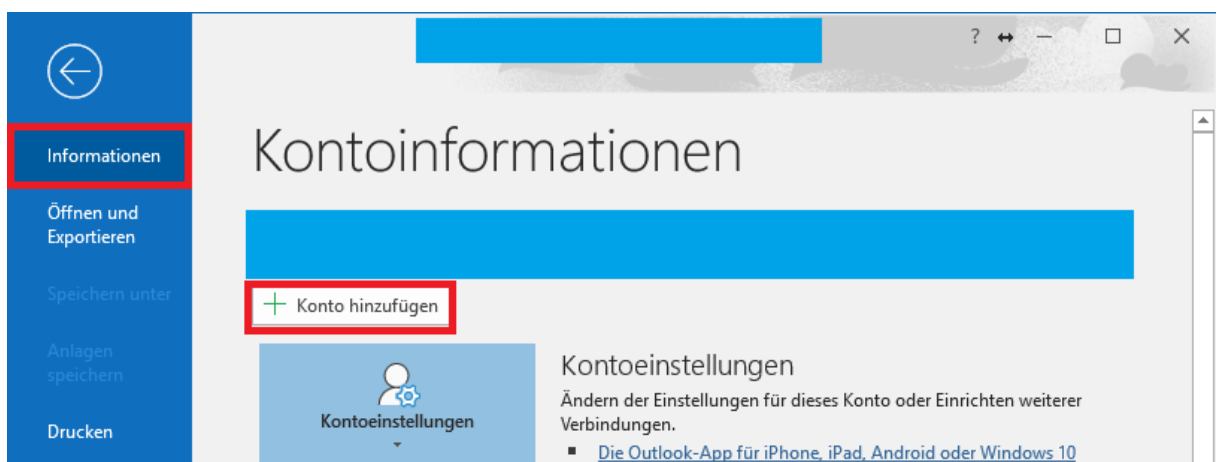 ?
Informationen
Kontoinformationen
Öffnen und
Exportieren
Speichern unter
Konto hinzufügen
Anlagen
speichern
Kontoeinstellungen
Kontoeinstellungen
Ändern der Einstellungen für dieses Konto oder Einrichten weiterer
Verbindungen.
Drucken
Die Outlook-App für iPhone, iPad, Android oder Windows 10